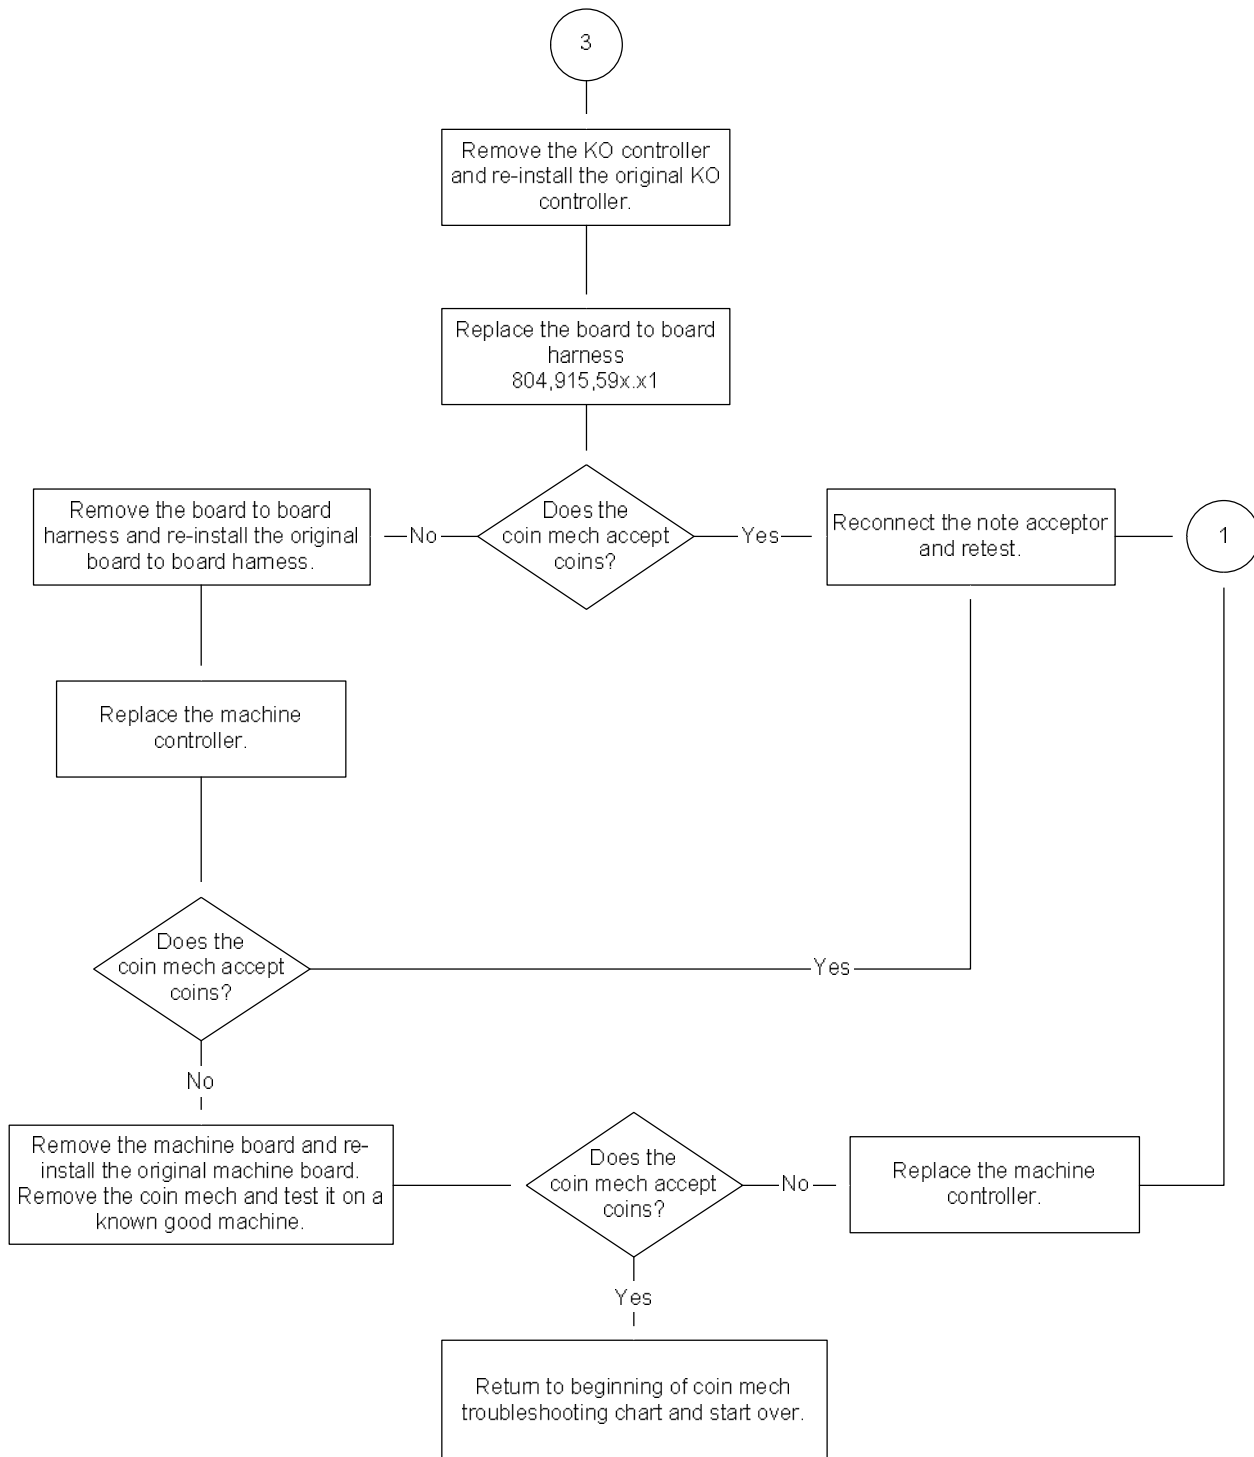 3
Remove the KO controller
and re-install the original KO
controller.
Replace the board to board
harness
804,915,59x.x1
Does the
coin mech accept
coins?
No
Yes
Remove the board to board
harness and re-install the original
board to board harness.
Reconnect the note acceptor
and retest.
1
Replace the machine
controller.
Does the
coin mech accept
coins?
Yes
No
Remove the machine board and re-
install the original machine board.
Remove the coin mech and test it on a
known good machine.
Does the
coin mech accept
coins?
No
Replace the machine
controller.
Yes
Return to beginning of coin mech
troubleshooting chart and start over.